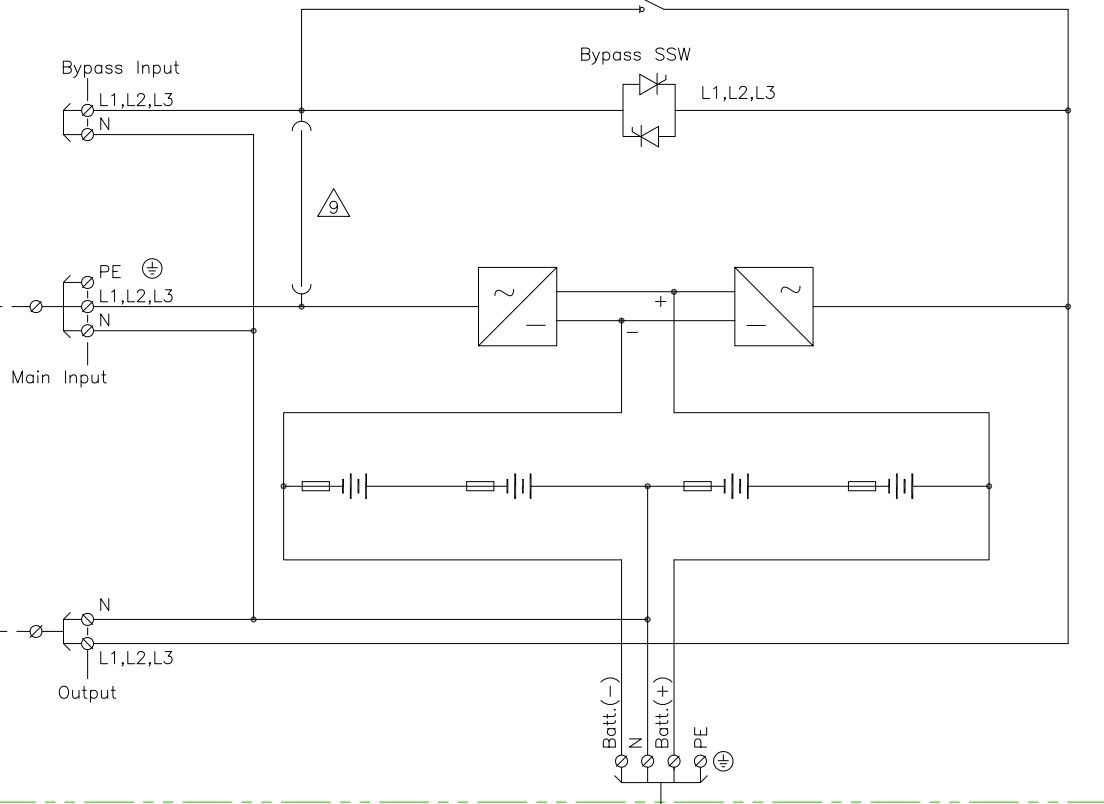 Bypass SSW
Bypass Input
L1,L2,L3
L1,L2,L3
N
9
PE
L1,L2,L3
N
+
−
Main Input
N
L1,L2,L3
Output
Batt.(−)
N
Batt.(+)
PE